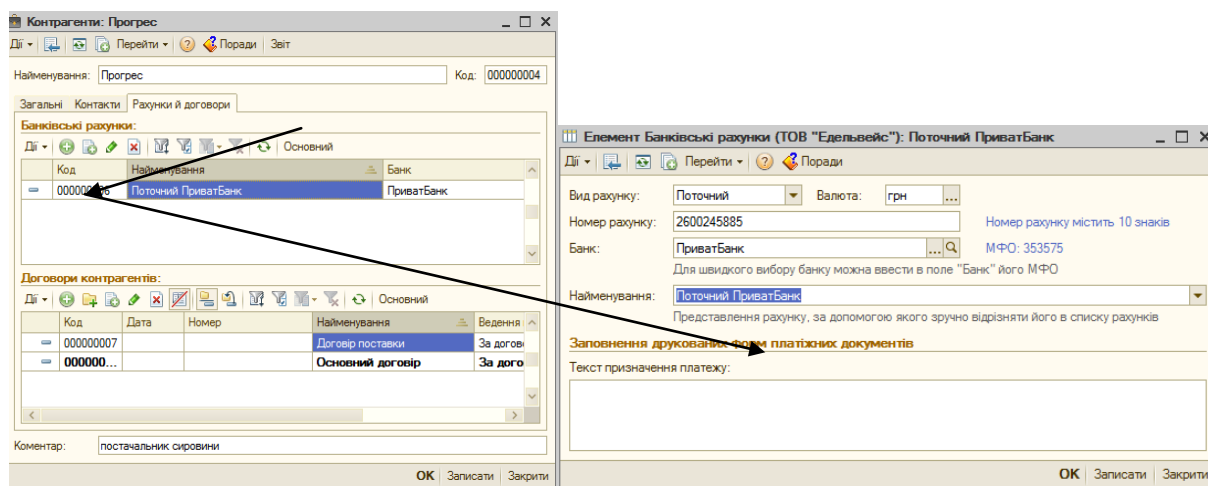 Контрагенти: Прогрес
Дії Перейти Поради Звіт
Найменування: Прогрес Код: 000000004
Загальні Контакти Рахунки й договори
Банківські рахунки:
Дії Основний
Код Найменування Банк
Поточний ПриватБанк ПриватБанк
Договори контрагентів:
Дії Основний
Код Дата Номер Найменування Ведення
000000007 Договір поставки За догов
000000... Основний договір За дого
Коментар: постачальник сировини
OK Записати Закрити
Елемент Банківські рахунки (ТОВ "Едельвейс"): Поточний ПриватБанк
Дії Перейти Поради
Вид рахунку: Поточний Валюта: грн ...
Номер рахунку: 2600245885 Номер рахунку містить 10 знаків
Банк: ПриватБанк ... МФО: 353575
Для швидкого вибору банку можна ввести в поле "Банк" його МФО
Найменування: Поточний ПриватБанк
Представлення рахунку, за допомогою якого зручно відрізняти його в списку рахунків
Заповнення друкованих форм платіжних документів
Текст призначення платежу:
OK Записати Закрити